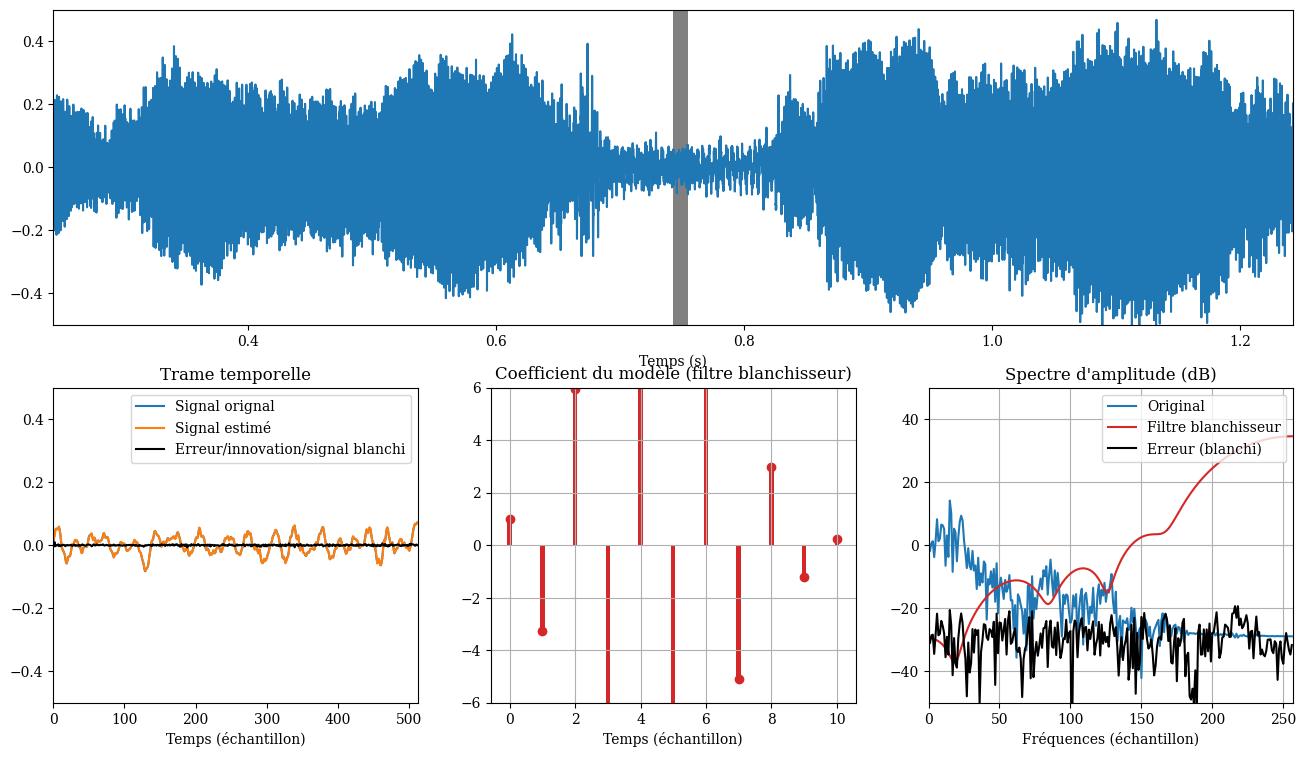 0.4
0.2
0.0
−0.2
−0.4
0.4 0.6 0.8 1.0 1.2
Temps (s)
Trame temporelle
Coefficient du modèle (filtre blanchisseur)
Spectre d'amplitude (dB)
0.4
0.2
0.0
−0.2
−0.4
Signal orignal
Signal estimé
Erreur/innovation/signal blanchi
0 100 200 300 400 500
Temps (échantillon)
6
4
2
0
−2
−4
−6
0 2 4 6 8 10
Temps (échantillon)
40
20
0
−20
−40
Original
Filtre blanchisseur
Erreur (blanchi)
0 50 100 150 200 250
Fréquences (échantillon)